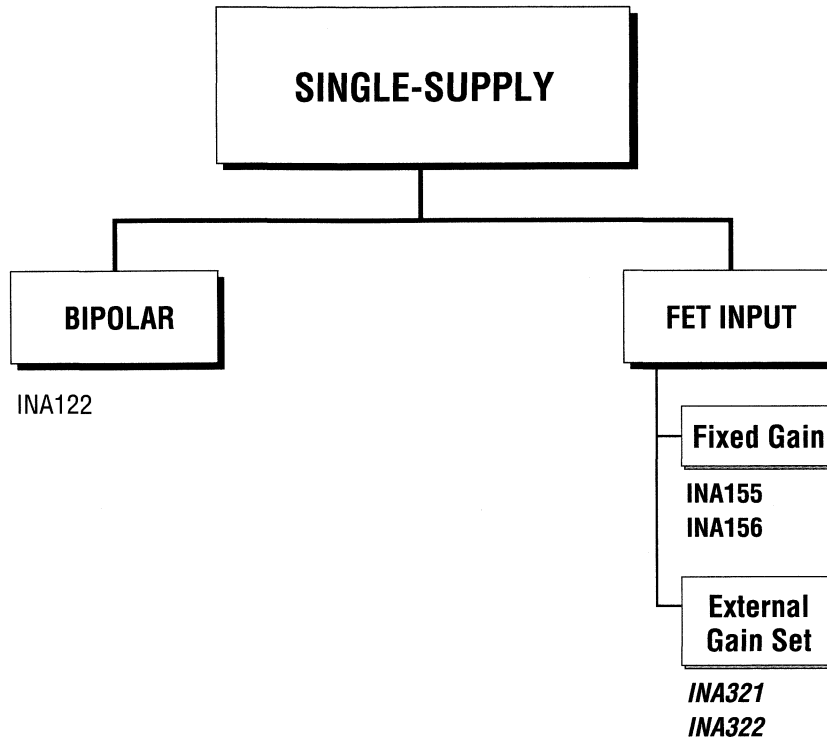 SINGLE-SUPPLY
BIPOLAR
INA122
FET INPUT
Fixed Gain
INA155
INA156
External
Gain Set
INA321
INA322